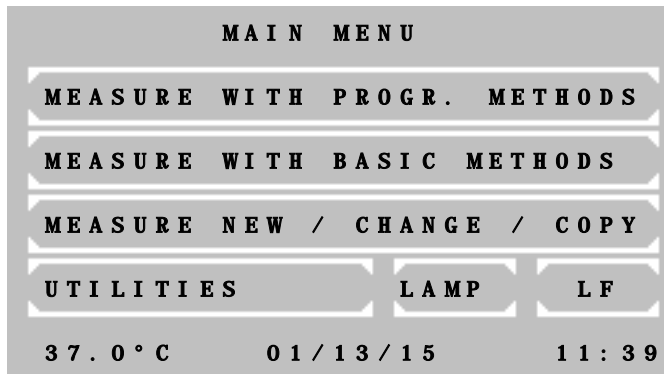 MAIN MENU
MEASURE WITH PROGR. METHODS
MEASURE WITH BASIC METHODS
MEASURE NEW / CHANGE / COPY
UTILITIES LAMP LF
37.0°C 01/13/15 11:39